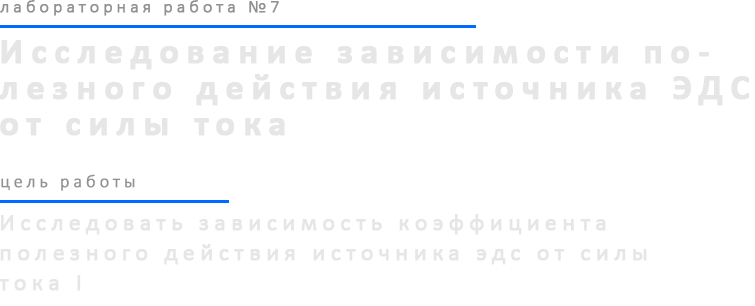 лабораторная работа №7
Исследование зависимости по-
лезного действия источника ЭДС
от силы тока
цель работы
Исследовать зависимость коэффициента
полезного действия источника эдс от силы
тока I